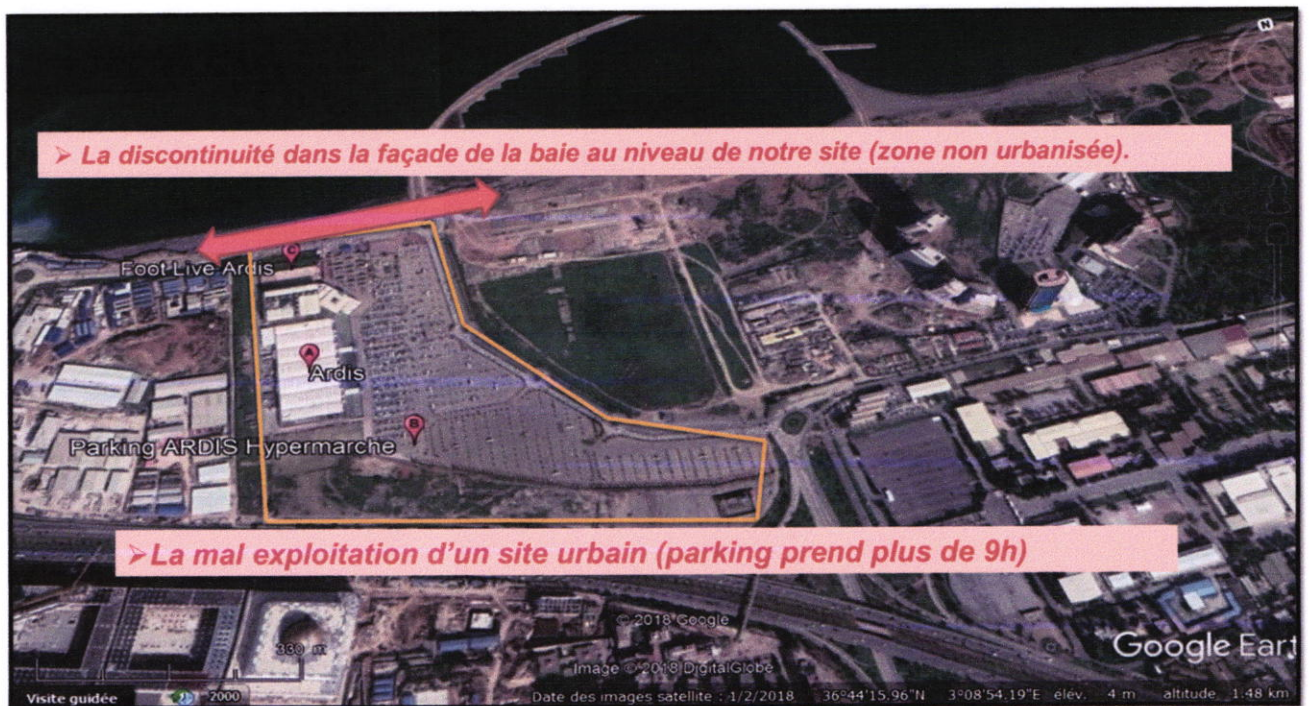 N
➢ La discontinuité dans la façade de la baie au niveau de notre site (zone non urbanisée).
C
Foot Live Ardis
A
Ardis
B
Parking ARDIS Hypermarche
➢La mal exploitation d'un site urbain (parking prend plus de 9h)
© 2018 Google
330 m
Google Eart
Image © 2018 DigitalGlobe
Visite guidée 2000 Date des images satellite : 1/2/2018 36°44'15.96"N 3°08'54.19"E élév. 4 m altitude 1.48 km